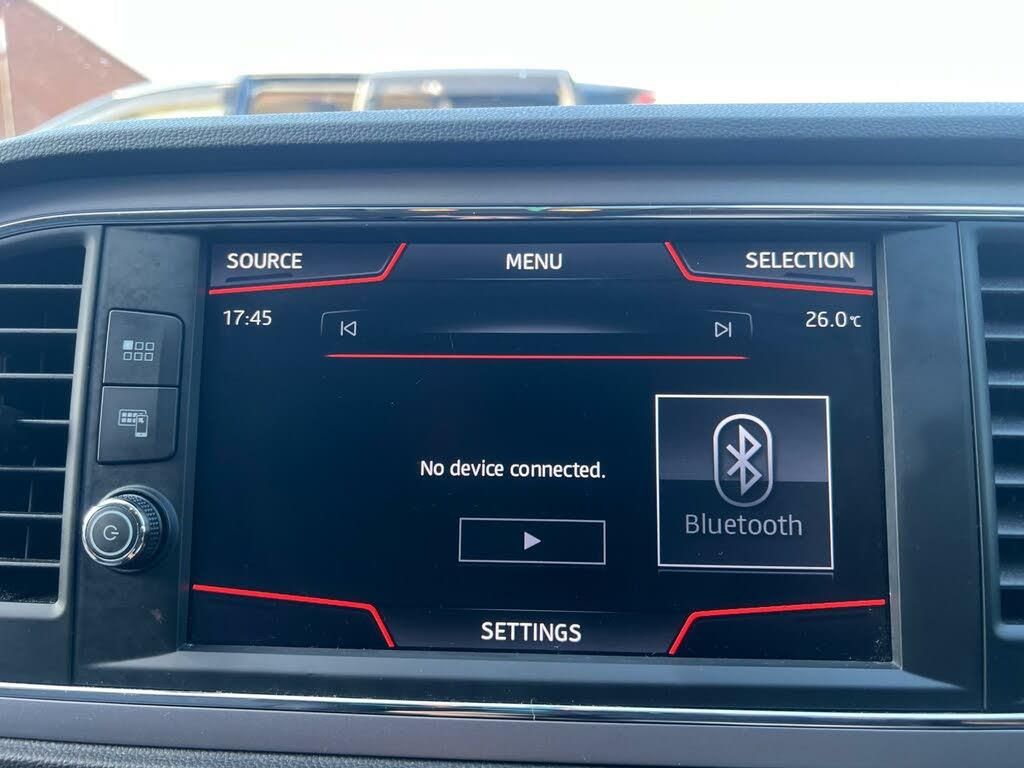 SOURCE
MENU
SELECTION
17:45
26.0°C
No device connected.
Bluetooth
SETTINGS